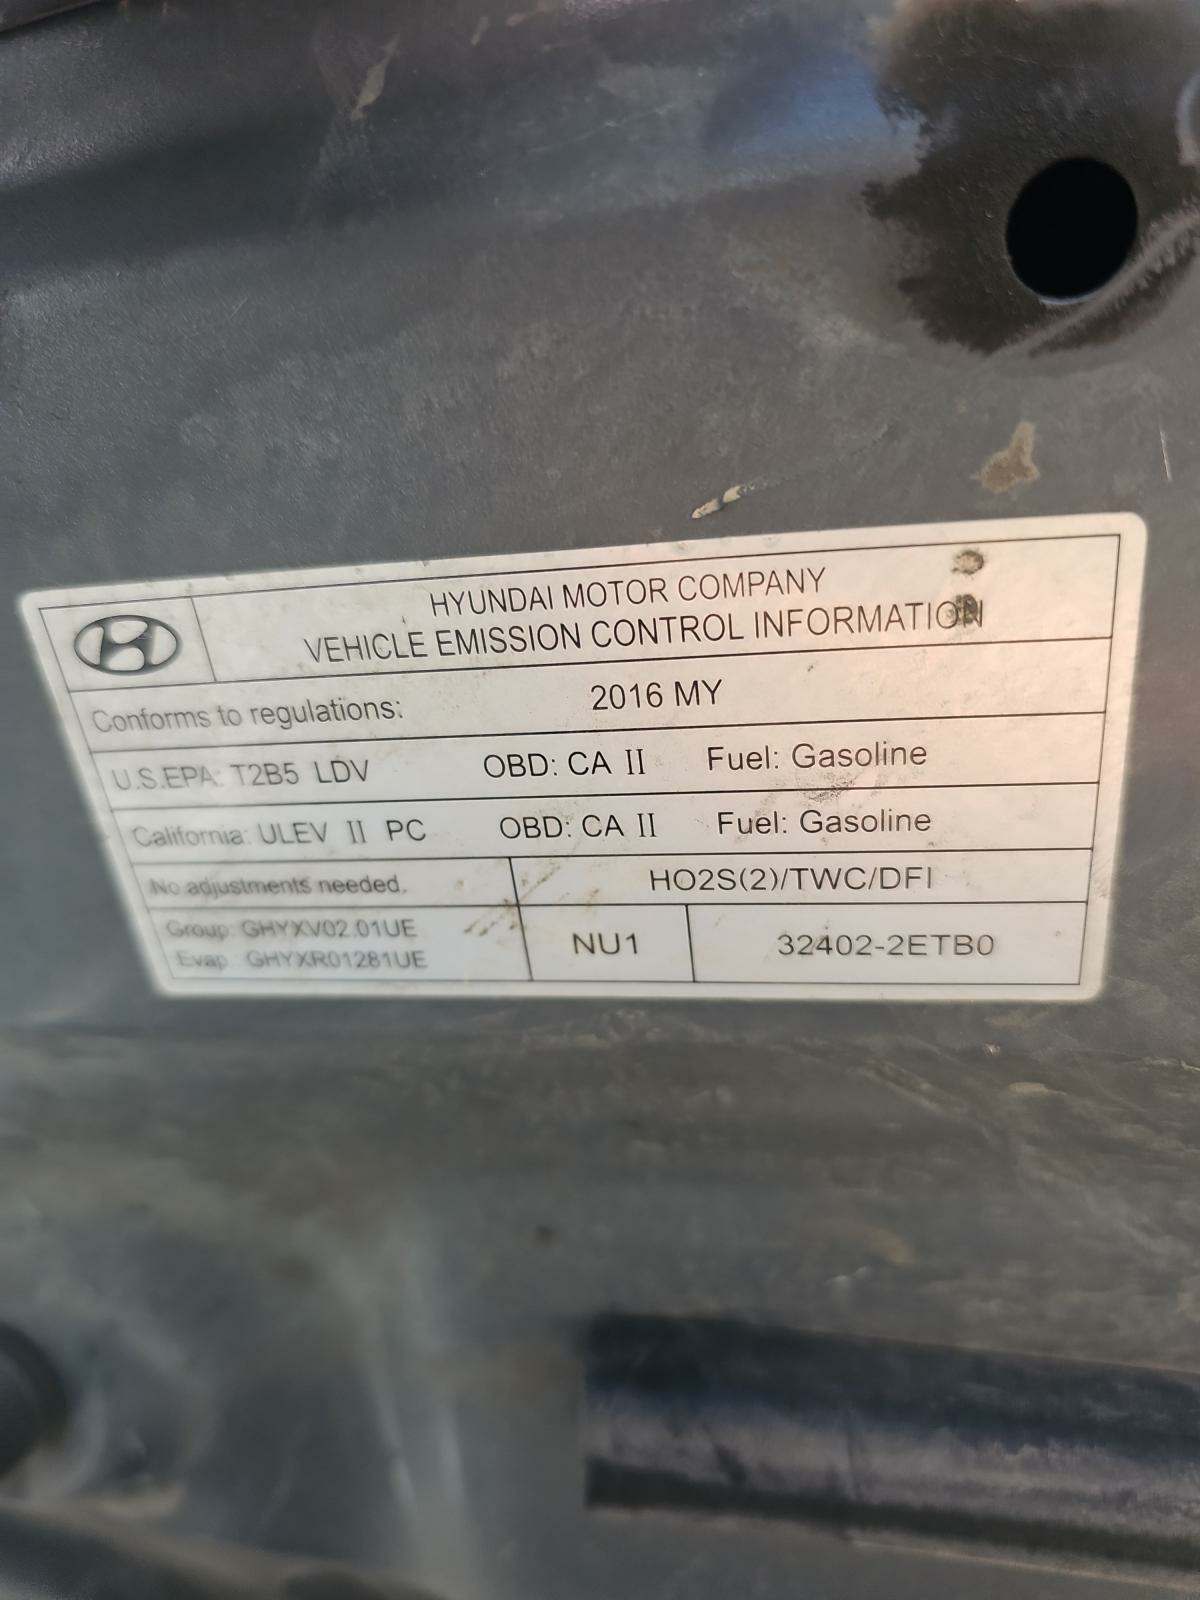 HYUNDAI MOTOR COMPANY
VEHICLE EMISSION CONTROL INFORMATION
Conforms to regulations: 2016 MY
U.S.EPA: T2B5 LDV OBD: CA II Fuel: Gasoline
California: ULEV II PC OBD: CA II Fuel: Gasoline
No adjustments needed. HO2S(2)/TWC/DFI
Group: GHYXV02.01UE
Evap: GHYXR01281UE
NU1 32402-2ETB0